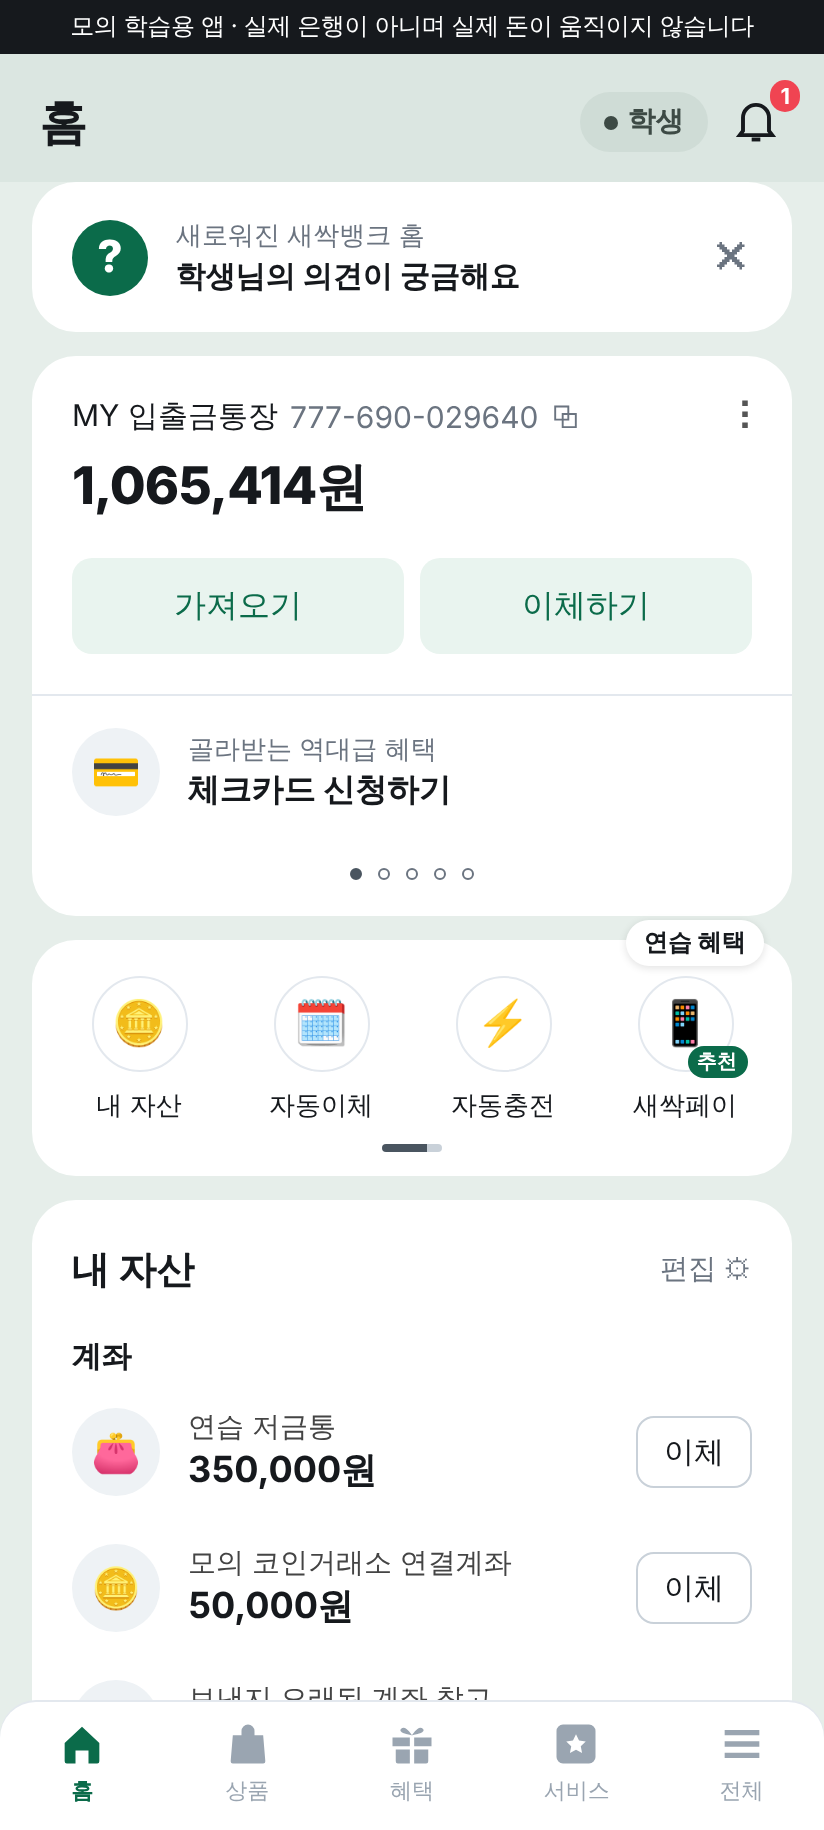 모의 학습용 앱 · 실제 은행이 아니며 실제 돈이 움직이지 않습니다
홈
학생
1
?
새로워진 새싹뱅크 홈
학생님의 의견이 궁금해요
MY 입출금통장 777-690-029640
1,065,414원
가져오기
이체하기
골라받는 역대급 혜택
체크카드 신청하기
연습 혜택
추천
내 자산
자동이체
자동충전
새싹페이
내 자산
편집
계좌
연습 저금통
350,000원
이체
모의 코인거래소 연결계좌
50,000원
이체
홈
상품
혜택
서비스
전체